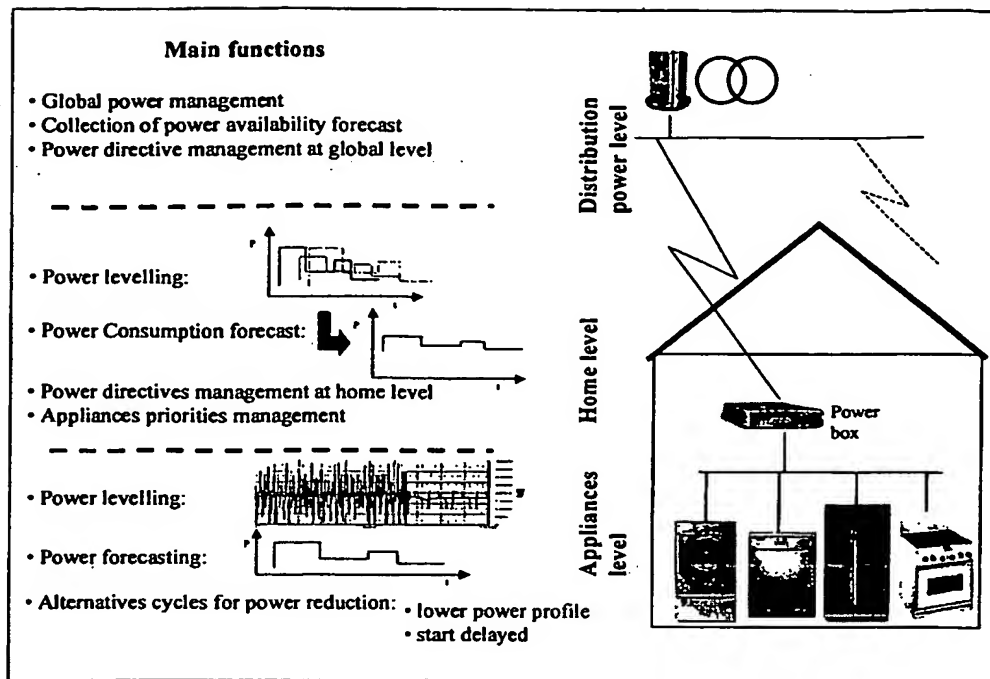 Main functions
• Global power management
• Collection of power availability forecast
• Power directive management at global level
Distribution
power level
• Power levelling:
P
t
• Power Consumption forecast:
P
t
• Power directives management at home level
• Appliances priorities management
Home level
Power
box
• Power levelling:
• Power forecasting:
P
t
• Alternatives cycles for power reduction:
• lower power profile
• start delayed
Appliances
level